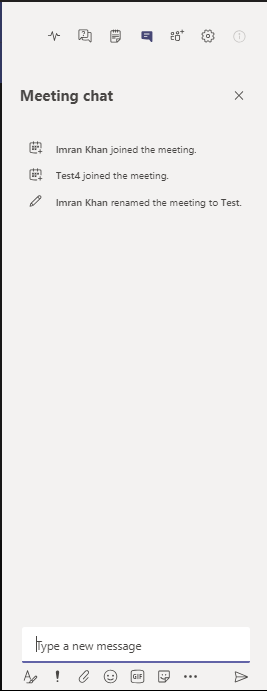 Meeting chat
Imran Khan joined the meeting.
Test4 joined the meeting.
Imran Khan renamed the meeting to Test.
Type a new message
GIF